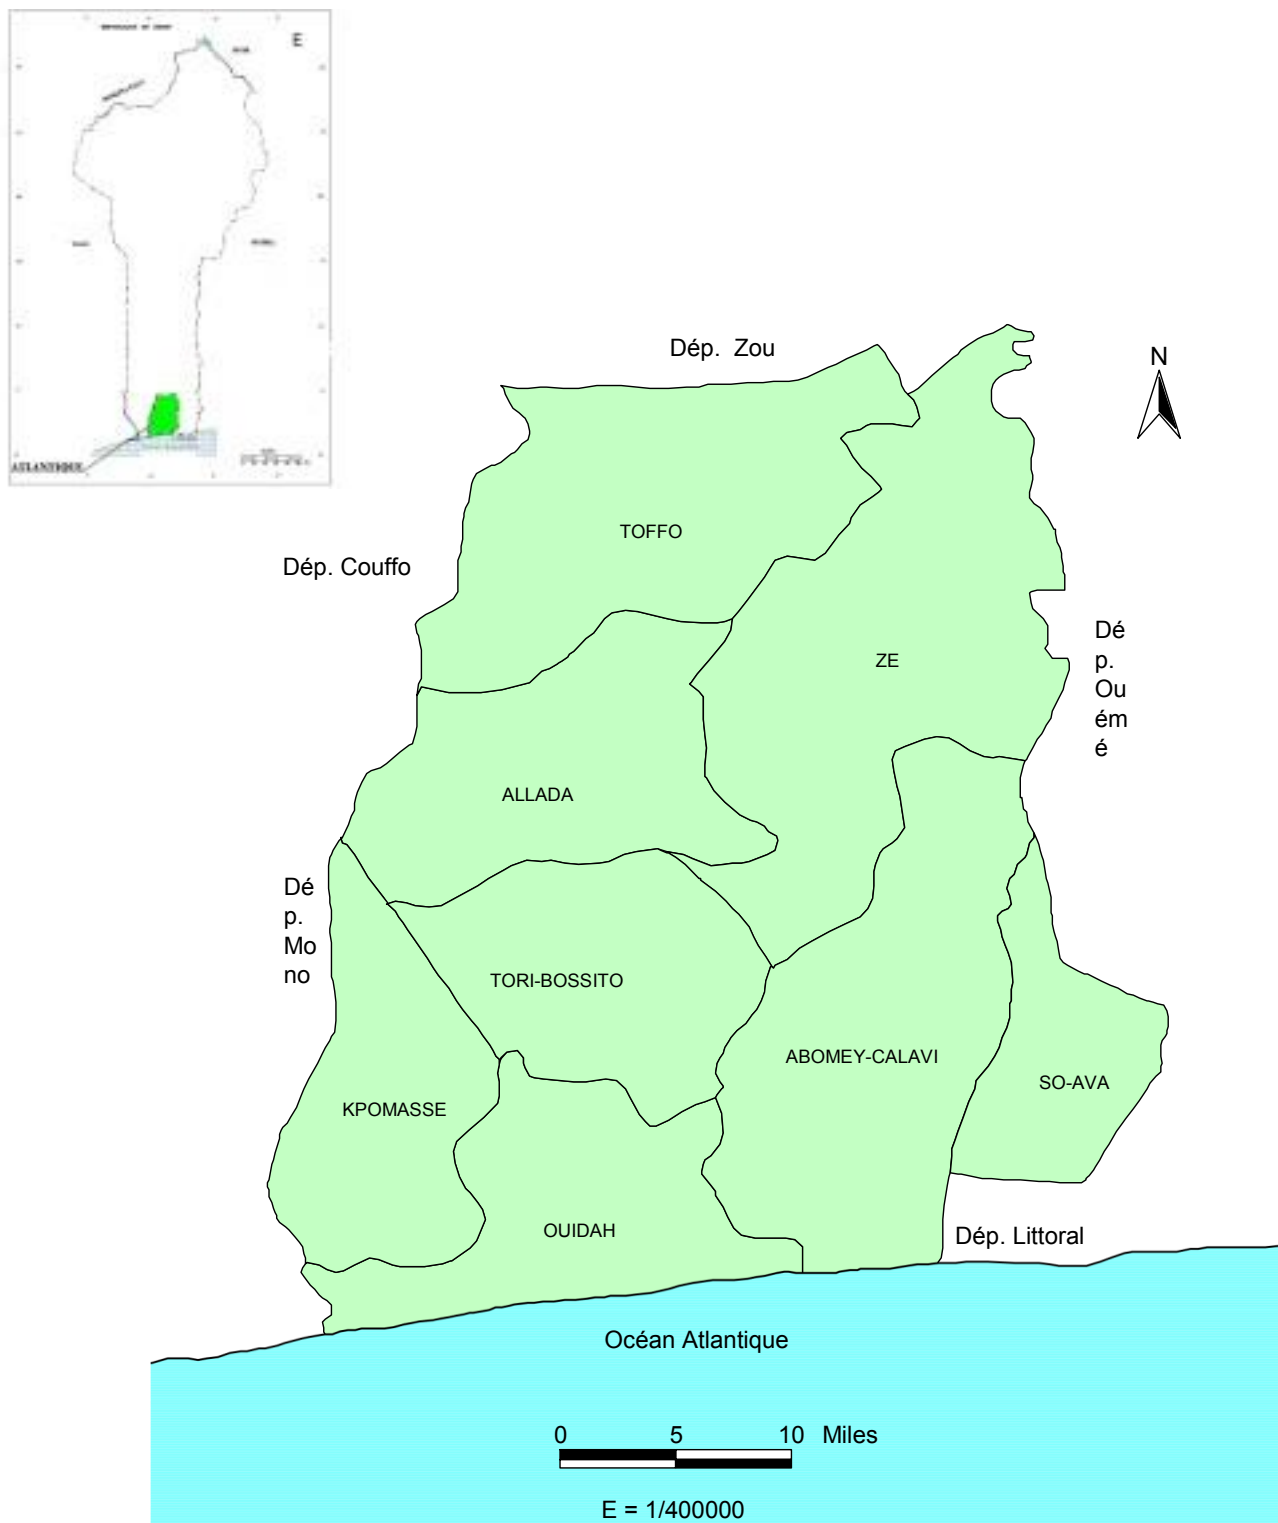 E
ATLANTIQUE
Dép. Zou
N
TOFFO
Dép. Couffo
Dé
p.
Ou
ém
é
ZE
ALLADA
Dé
p.
Mo
no
TORI-BOSSITO
ABOMEY-CALAVI
SO-AVA
KPOMASSE
OUIDAH
Dép. Littoral
Océan Atlantique
0 5 10 Miles
E = 1/400000